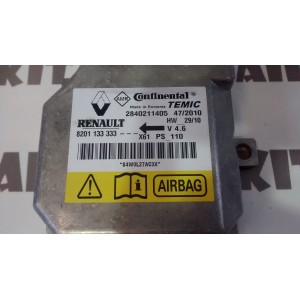 Continental
Made in Romania TEMIC
2840211405 47/2010
HW 29/10
RENAULT V 4.6
8201 133 333 --- X61 PS 110
AIRBAG